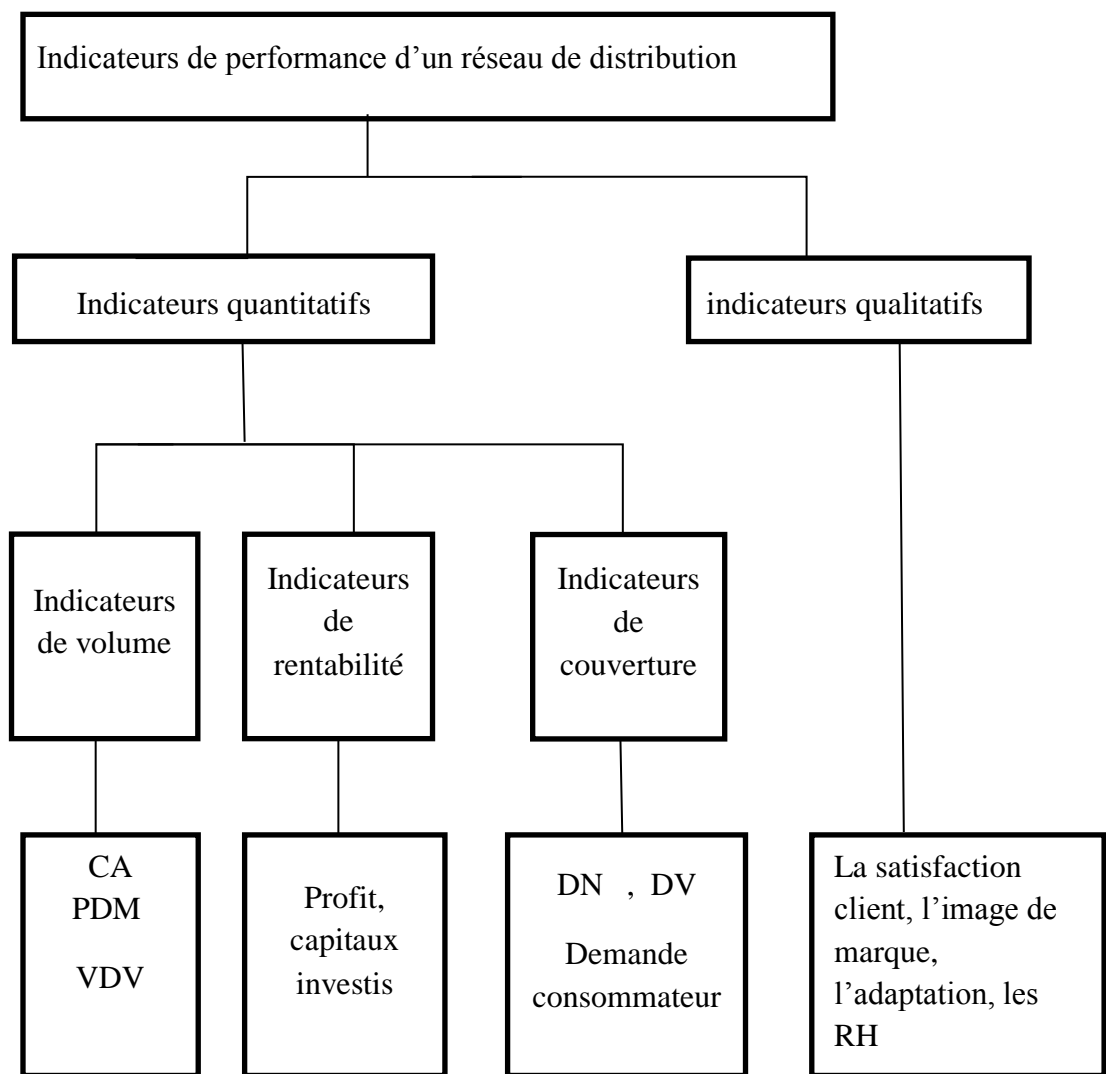 Indicateurs de performance d’un réseau de distribution
Indicateurs quantitatifs
indicateurs qualitatifs
Indicateurs
de volume
Indicateurs
de
rentabilité
Indicateurs
de
couverture
CA
PDM
VDV
Profit,
capitaux
investis
DN , DV
Demande
consommateur
La satisfaction
client, l’image de
marque,
l’adaptation, les
RH